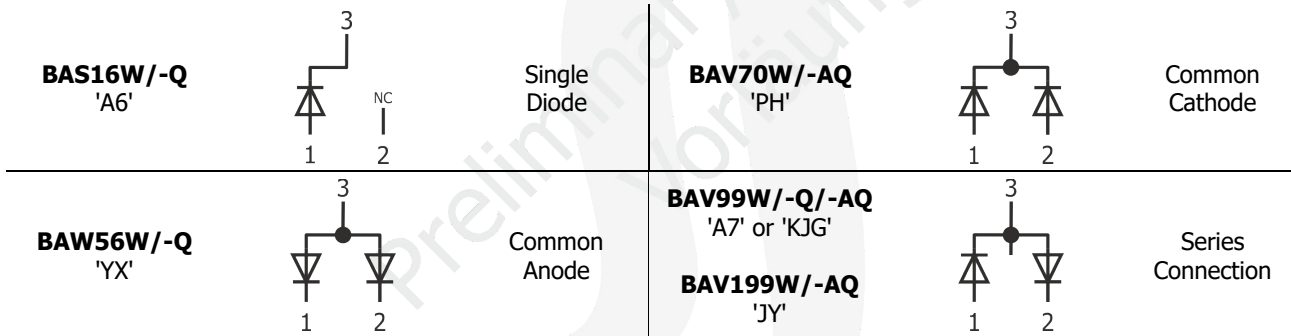 BAS16W/-Q
'A6'
3
NC
1 2
Single
Diode
BAV70W/-AQ
'PH'
3
1 2
Common
Cathode
BAW56W/-Q
'YX'
3
1 2
Common
Anode
BAV99W/-Q/-AQ
'A7' or 'KJG'
BAV199W/-AQ
'JY'
3
1 2
Series
Connection